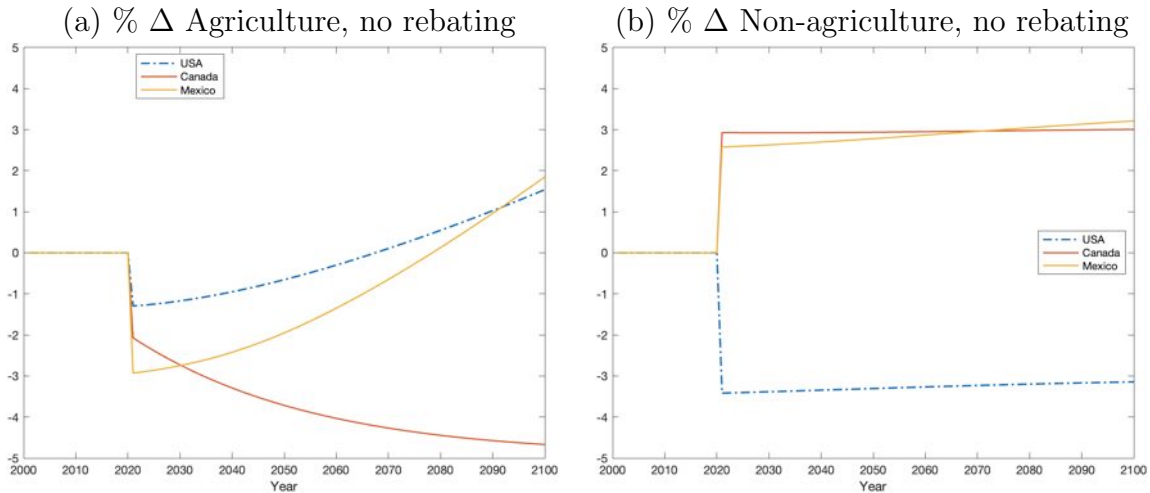 (a) % Δ Agriculture, no rebating
5
4
3
2
1
0
-1
-2
-3
-4
-5
2000 2010 2020 2030 2040 2050 2060 2070 2080 2090 2100
Year
USA
Canada
Mexico
(b) % Δ Non-agriculture, no rebating
5
4
3
2
1
0
-1
-2
-3
-4
-5
2000 2010 2020 2030 2040 2050 2060 2070 2080 2090 2100
Year
USA
Canada
Mexico